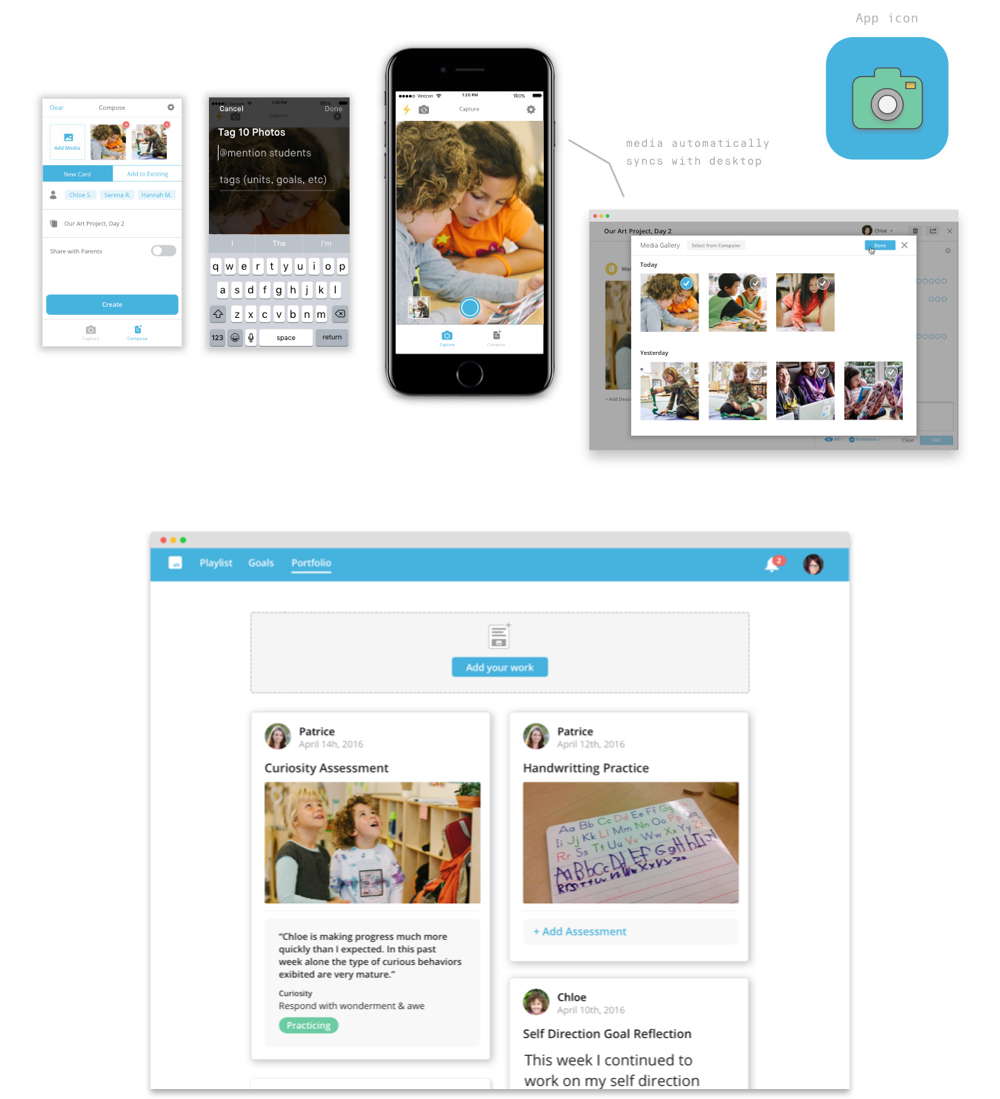 App icon
Clear
Compose
Add Media
New Card
Add to Existing
Chloe S.
Serena R.
Hannah M.
Our Art Project, Day 2
Share with Parents
Create
Capture
Compose
Cancel
Done
Capture
Tag 10 Photos
@mention students
tags (units, goals, etc)
I
The
I'm
q w e r t y u i o p
a s d f g h j k l
z x c v b n m
123
space
return
Verizon
1:20 PM
100%
Capture
Capture
Compose
media automatically
syncs with desktop
Our Art Project, Day 2
Chloe
Media Gallery
Select from Computer
Done
Today
Yesterday
Clear
Add
Playlist
Goals
Portfolio
2
Add your work
Patrice
April 14h, 2016
Curiosity Assessment
“Chloe is making progress much more
quickly than I expected. In this past
week alone the type of curious behaviors
exibited are very mature.”
Curiosity
Respond with wonderment & awe
Practicing
Patrice
April 12th, 2016
Handwritting Practice
Aa Bb Cc Dd Ee Ff Gg
Ii Jj Kk Ll Mm Nn Oo Pp
Rr Ss Tt Uu Vv Ww Xx Yy
+ Add Assessment
Chloe
April 10th, 2016
Self Direction Goal Reflection
This week I continued to
work on my self direction